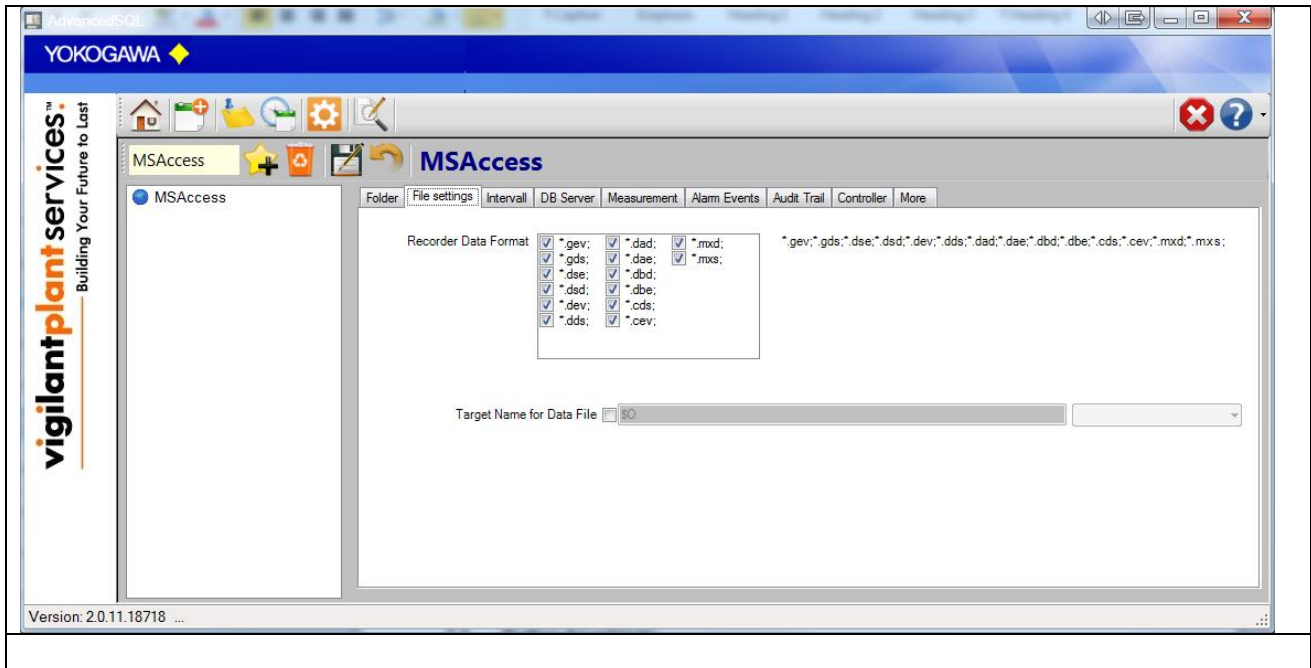 AdvancedSQL
YOKOGAWA
vigilantplantservices.™
Building Your Future to Last
MSAccess
MSAccess
MSAccess
Folder File settings Intervall DB Server Measurement Alarm Events Audit Trail Controller More
Recorder Data Format
*.gev; *.dad; *.mxd;
*.gds; *.dae; *.mxs;
*.dse; *.dbd;
*.dsd; *.dbe;
*.dev; *.cds;
*.dds; *.cev;
*.gev;*.gds;*.dse;*.dsd;*.dev;*.dds;*.dad;*.dae;*.dbd;*.dbe;*.cds;*.cev;*.mxd;*.mxs;
Target Name for Data File $O
Version: 2.0.11.18718 ...